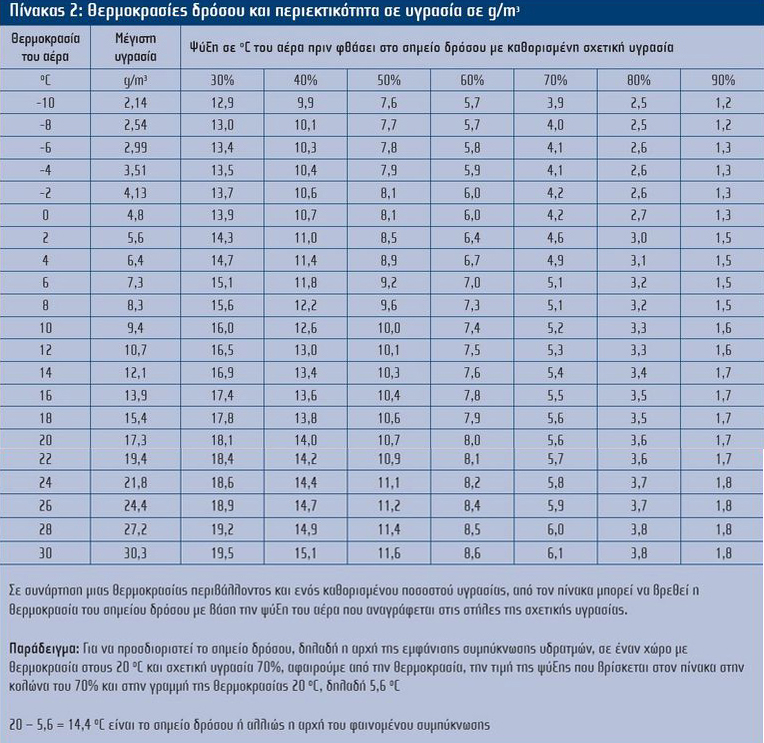 Πίνακας 2: Θερμοκρασίες δρόσου και περιεκτικότητα σε υγρασία σε g/m³
Θερμοκρασία του αέρα Μέγιστη υγρασία Ψύξη σε °C του αέρα πριν φθάσει στο σημείο δρόσου με καθορισμένη σχετική υγρασία
°C g/m³ 30% 40% 50% 60% 70% 80% 90%
-10 2,14 12,9 9,9 7,6 5,7 3,9 2,5 1,2
-8 2,54 13,0 10,1 7,7 5,7 4,0 2,5 1,2
-6 2,99 13,4 10,3 7,8 5,8 4,1 2,6 1,3
-4 3,51 13,5 10,4 7,9 5,9 4,1 2,6 1,3
-2 4,13 13,7 10,6 8,1 6,0 4,2 2,6 1,3
0 4,8 13,9 10,7 8,1 6,0 4,2 2,7 1,3
2 5,6 14,3 11,0 8,5 6,4 4,6 3,0 1,5
4 6,4 14,7 11,4 8,9 6,7 4,9 3,1 1,5
6 7,3 15,1 11,8 9,2 7,0 5,1 3,2 1,5
8 8,3 15,6 12,2 9,6 7,3 5,1 3,2 1,5
10 9,4 16,0 12,6 10,0 7,4 5,2 3,3 1,6
12 10,7 16,5 13,0 10,1 7,5 5,3 3,3 1,6
14 12,1 16,9 13,4 10,3 7,6 5,4 3,4 1,7
16 13,9 17,4 13,6 10,4 7,8 5,5 3,5 1,7
18 15,4 17,8 13,8 10,6 7,9 5,6 3,5 1,7
20 17,3 18,1 14,0 10,7 8,0 5,6 3,6 1,7
22 19,4 18,4 14,2 10,9 8,1 5,7 3,6 1,7
24 21,8 18,6 14,4 11,1 8,2 5,8 3,7 1,8
26 24,4 18,9 14,7 11,2 8,4 5,9 3,7 1,8
28 27,2 19,2 14,9 11,4 8,5 6,0 3,8 1,8
30 30,3 19,5 15,1 11,6 8,6 6,1 3,8 1,8
Σε συνάρτηση μιας θερμοκρασίας περιβάλλοντος και ενός καθορισμένου ποσοστού υγρασίας, από τον πίνακα μπορεί να βρεθεί η
θερμοκρασία του σημείου δρόσου με βάση την ψύξη του αέρα που αναγράφεται στις στήλες της σχετικής υγρασίας.
Παράδειγμα: Για να προσδιοριστεί το σημείο δρόσου, δηλαδή η αρχή της εμφάνισης συμπύκνωσης υδρατμών, σε έναν χώρο με
θερμοκρασία στους 20 °C και σχετική υγρασία 70%, αφαιρούμε από την θερμοκρασία, την τιμή της ψύξης που βρίσκεται στον πίνακα στην
κολώνα του 70% και στην γραμμή της θερμοκρασίας 20 °C, δηλαδή 5,6 °C
20 – 5,6 = 14,4 °C είναι το σημείο δρόσου ή αλλιώς η αρχή του φαινομένου συμπύκνωσης